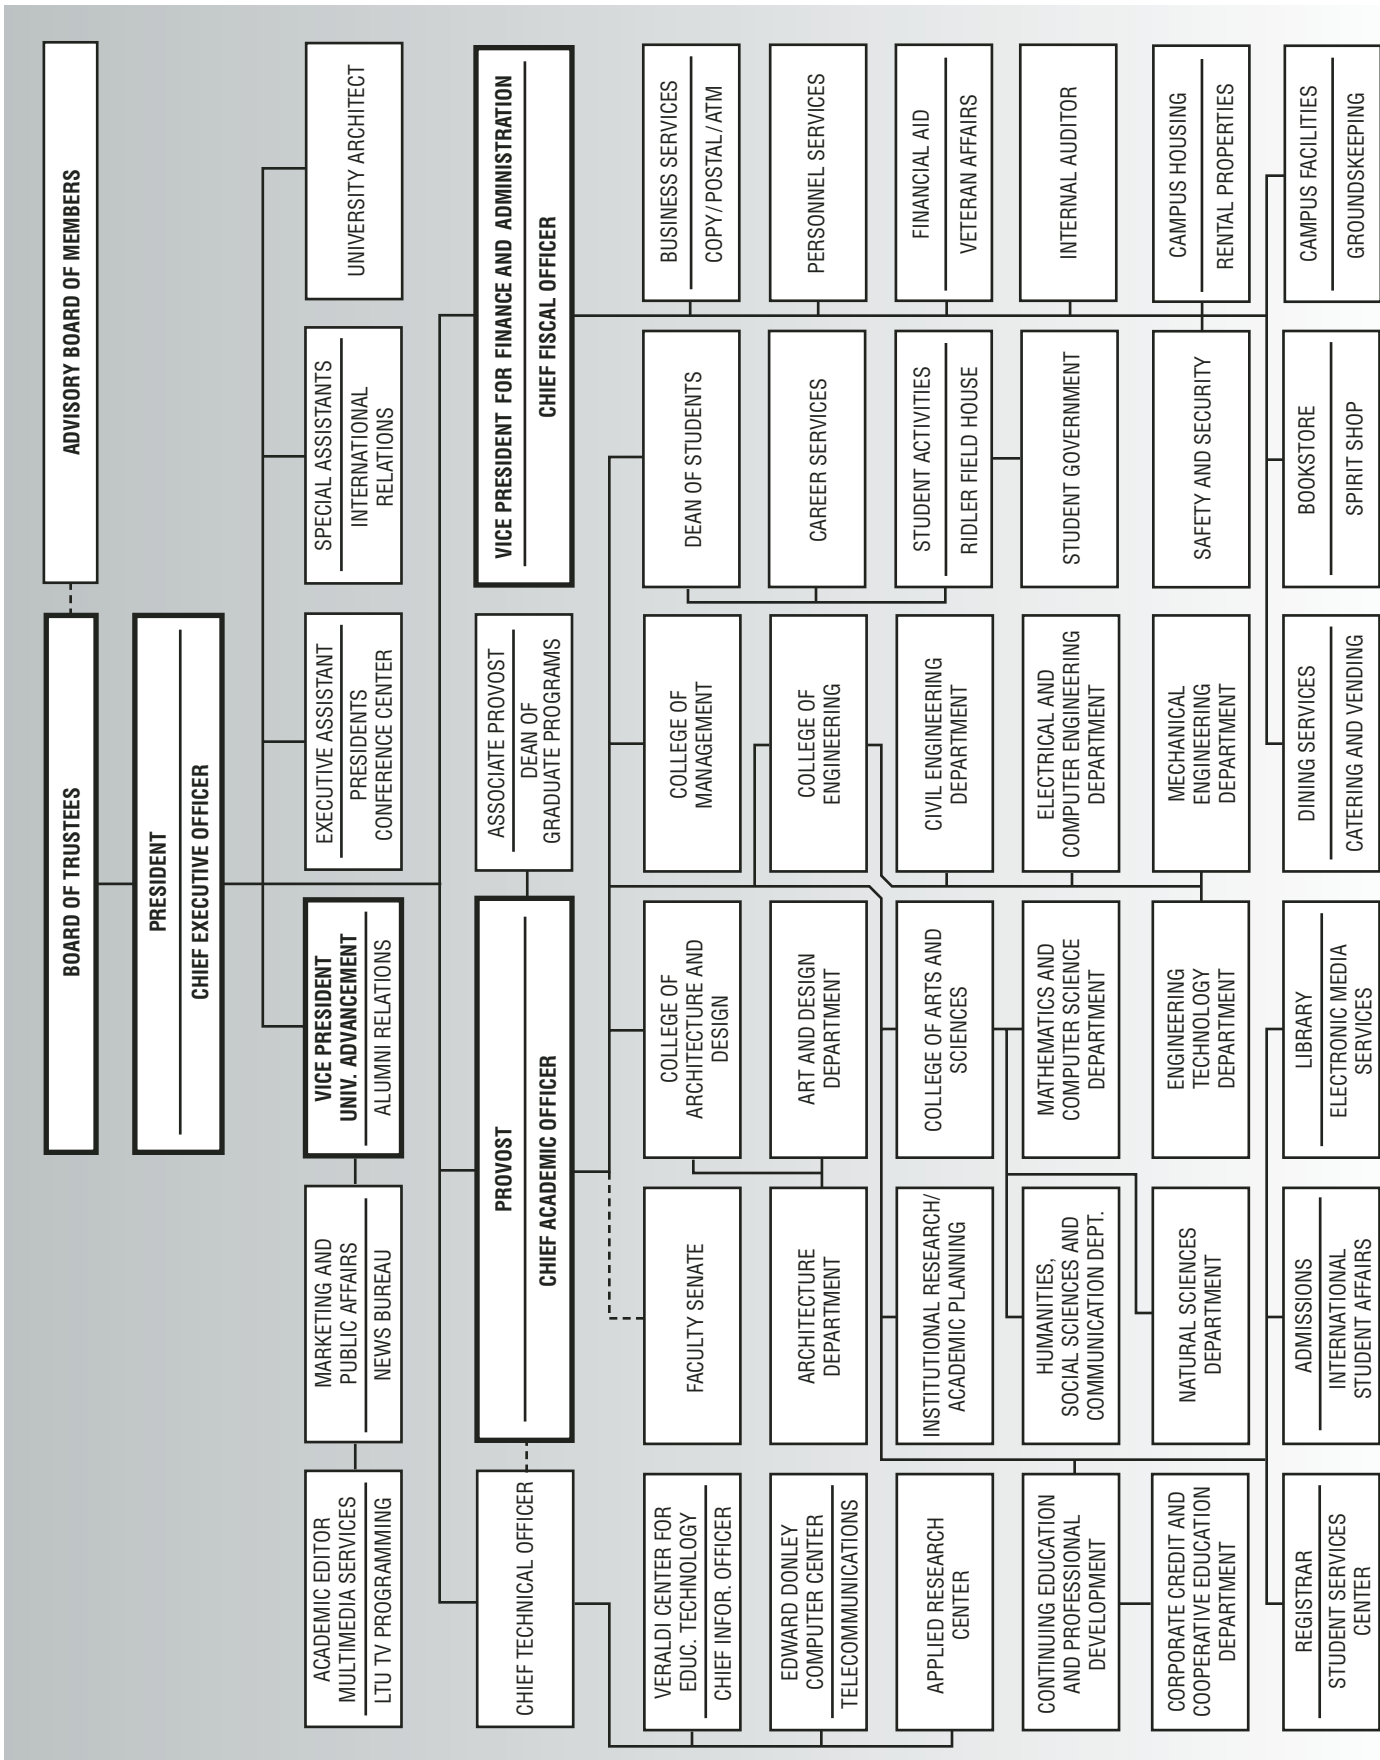 BOARD OF TRUSTEES
ADVISORY BOARD OF MEMBERS
PRESIDENT
CHIEF EXECUTIVE OFFICER
ACADEMIC EDITOR
MULTIMEDIA SERVICES
LTU TV PROGRAMMING
MARKETING AND
PUBLIC AFFAIRS
NEWS BUREAU
VICE PRESIDENT
UNIV. ADVANCEMENT
ALUMNI RELATIONS
EXECUTIVE ASSISTANT
PRESIDENTS
CONFERENCE CENTER
SPECIAL ASSISTANTS
INTERNATIONAL
RELATIONS
UNIVERSITY ARCHITECT
CHIEF TECHNICAL OFFICER
PROVOST
CHIEF ACADEMIC OFFICER
ASSOCIATE PROVOST
DEAN OF
GRADUATE PROGRAMS
VICE PRESIDENT FOR FINANCE AND ADMINISTRATION
CHIEF FISCAL OFFICER
VERALDI CENTER FOR
EDUC. TECHNOLOGY
CHIEF INFOR. OFFICER
FACULTY SENATE
COLLEGE OF
ARCHITECTURE AND
DESIGN
COLLEGE OF
MANAGEMENT
DEAN OF STUDENTS
BUSINESS SERVICES
COPY/POSTAL/ATM
EDWARD DONLEY
COMPUTER CENTER
TELECOMMUNICATIONS
ARCHITECTURE
DEPARTMENT
ART AND DESIGN
DEPARTMENT
COLLEGE OF
ENGINEERING
CAREER SERVICES
PERSONNEL SERVICES
APPLIED RESEARCH
CENTER
INSTITUTIONAL RESEARCH/
ACADEMIC PLANNING
COLLEGE OF ARTS AND
SCIENCES
CIVIL ENGINEERING
DEPARTMENT
STUDENT ACTIVITIES
RIDLER FIELD HOUSE
FINANCIAL AID
VETERAN AFFAIRS
CONTINUING EDUCATION
AND PROFESSIONAL
DEVELOPMENT
HUMANITIES,
SOCIAL SCIENCES AND
COMMUNICATION DEPT.
MATHEMATICS AND
COMPUTER SCIENCE
DEPARTMENT
ELECTRICAL AND
COMPUTER ENGINEERING
DEPARTMENT
STUDENT GOVERNMENT
INTERNAL AUDITOR
CORPORATE CREDIT AND
COOPERATIVE EDUCATION
DEPARTMENT
NATURAL SCIENCES
DEPARTMENT
ENGINEERING
TECHNOLOGY
DEPARTMENT
MECHANICAL
ENGINEERING
DEPARTMENT
SAFETY AND SECURITY
CAMPUS HOUSING
RENTAL PROPERTIES
REGISTRAR
STUDENT SERVICES
CENTER
ADMISSIONS
INTERNATIONAL
STUDENT AFFAIRS
LIBRARY
ELECTRONIC MEDIA
SERVICES
DINING SERVICES
CATERING AND VENDING
BOOKSTORE
SPIRIT SHOP
CAMPUS FACILITIES
GROUNDSKEEPING